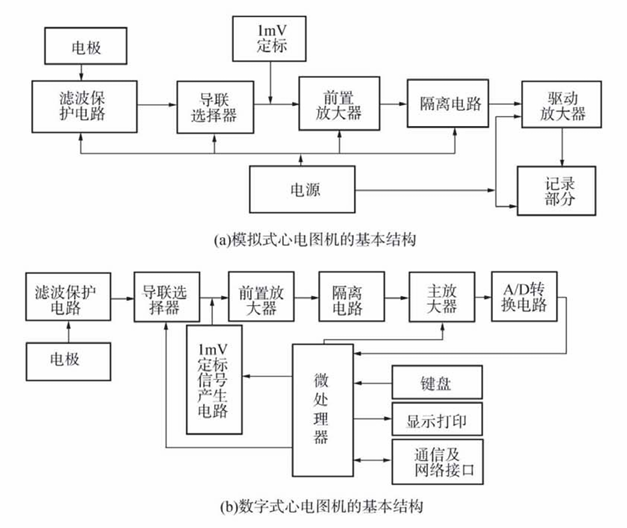 电极
1mV
定标
滤波保
护电路
导联
选择器
前置
放大器
隔离电路
驱动
放大器
电源
记录
部分
(a)模拟式心电图机的基本结构
滤波保护
电路
导联选
择器
前置放
大器
隔离
电路
主放
大器
A/D转
换电路
电极
1mV
定标
信号
产生
电路
微
处
理
器
键盘
显示打印
通信及
网络接口
(b)数字式心电图机的基本结构